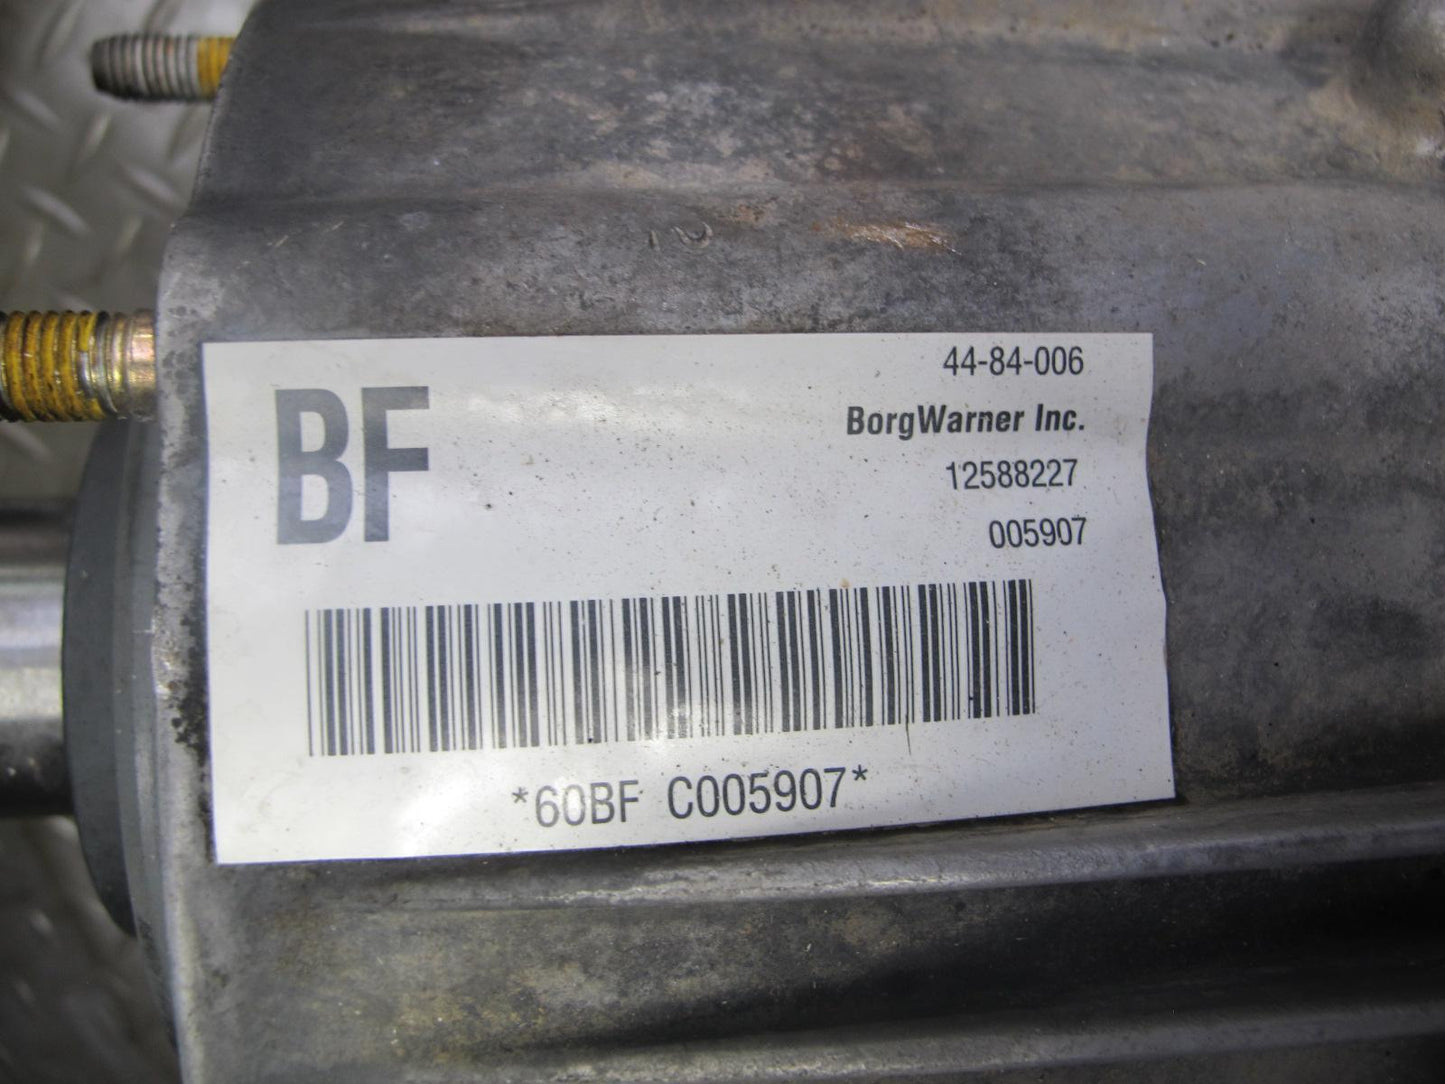 BF
44-84-006
BorgWarner Inc.
12588227
005907
*60BF C005907*